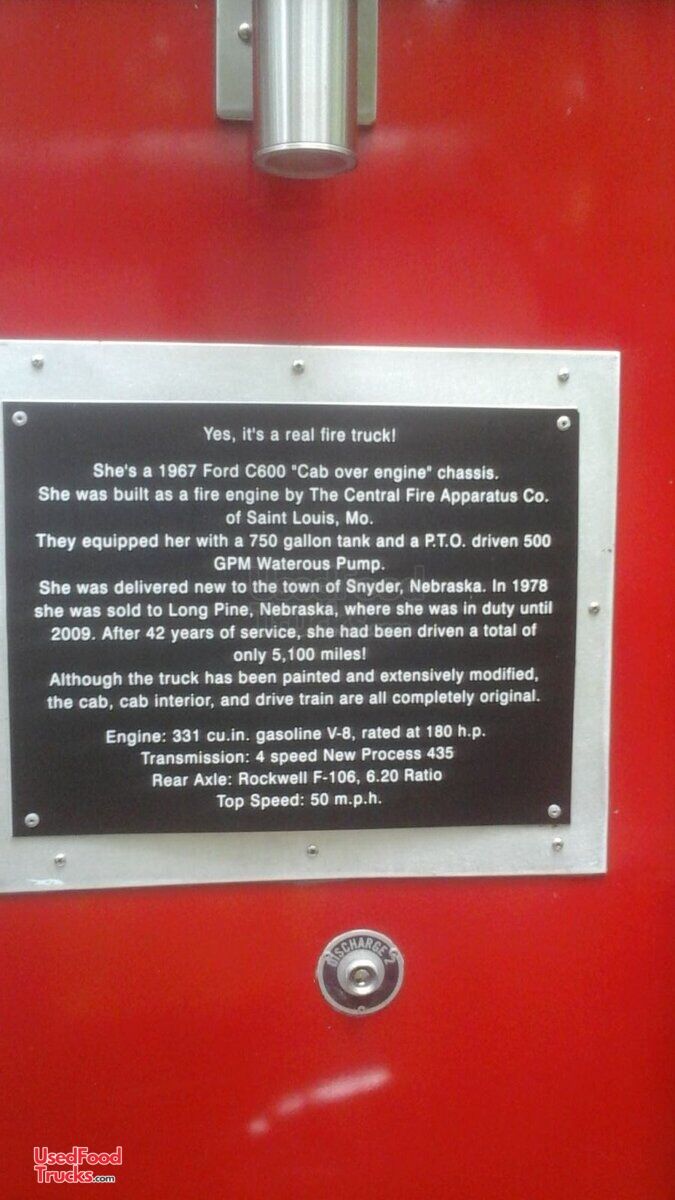 Yes, it's a real fire truck!
She's a 1967 Ford C600 "Cab over engine" chassis.
She was built as a fire engine by The Central Fire Apparatus Co.
of Saint Louis, Mo.
They equipped her with a 750 gallon tank and a P.T.O. driven 500
GPM Waterous Pump.
She was delivered new to the town of Snyder, Nebraska. In 1978
she was sold to Long Pine, Nebraska, where she was in duty until
2009. After 42 years of service, she had been driven a total of
only 5,100 miles!
Although the truck has been painted and extensively modified,
the cab, cab interior, and drive train are all completely original.
Engine: 331 cu.in. gasoline V-8, rated at 180 h.p.
Transmission: 4 speed New Process 435
Rear Axle: Rockwell F-106, 6.20 Ratio
Top Speed: 50 m.p.h.
DISCHARGE 2
UsedFood
Trucks.com